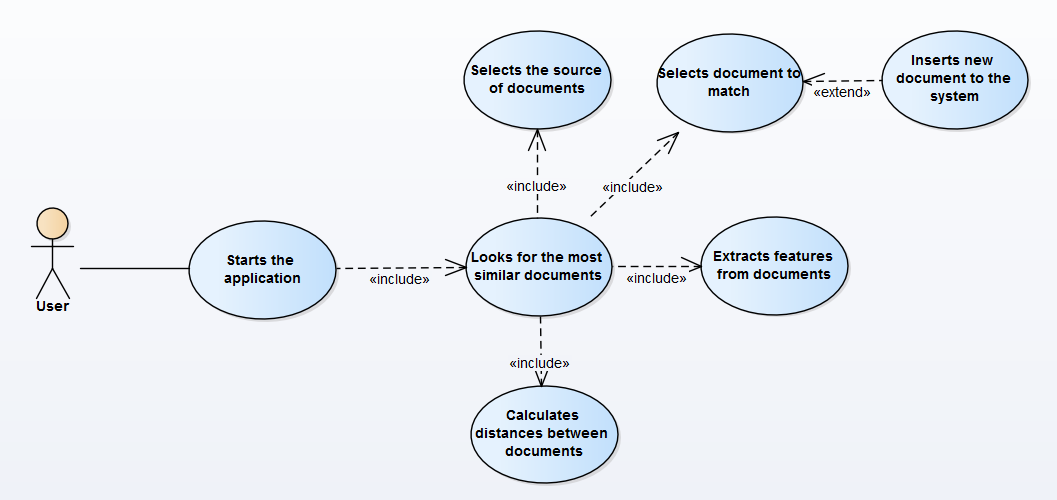 Selects the source
of documents
Selects document to
match
Inserts new
document to the
system
«extend»
«include»
«include»
User
Starts the
application
«include»
Looks for the most
similar documents
«include»
Extracts features
from documents
«include»
Calculates
distances between
documents